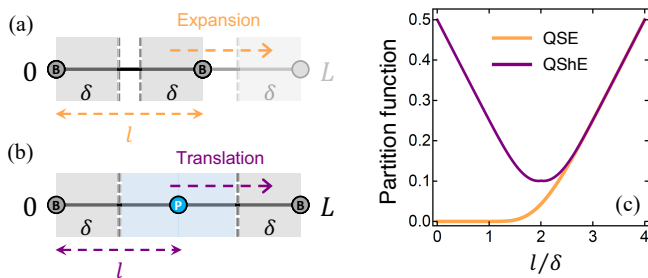 (a)
Expansion
0
B
B
L
δ
δ
δ
l
(b)
Translation
0
B
P
B
L
δ
δ
l
Partition function
0.5
0.4
0.3
0.2
0.1
0.0
QSE
QShE
(c)
0 1 2 3 4
l/δ